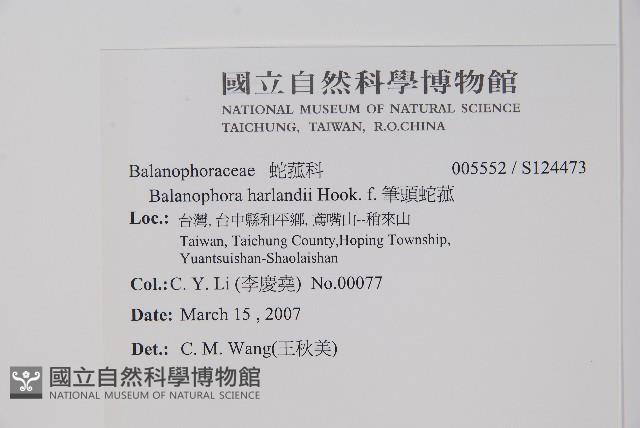 國立自然科學博物館
NATIONAL MUSEUM OF NATURAL SCIENCE
TAICHUNG, TAIWAN, R.O.CHINA
Balanophoraceae 蛇菰科 005552 / S124473
Balanophora harlandii Hook. f. 筆頭蛇菰
Loc.: 台灣, 台中縣和平鄉, 鳶嘴山--稍來山
Taiwan, Taichung County,Hoping Township,
Yuantsuishan-Shaolaishan
Col.: C. Y. Li (李慶堯) No.00077
Date: March 15 , 2007
Det.: C. M. Wang(王秋美)
國立自然科學博物館
NATIONAL MUSEUM OF NATURAL SCIENCE